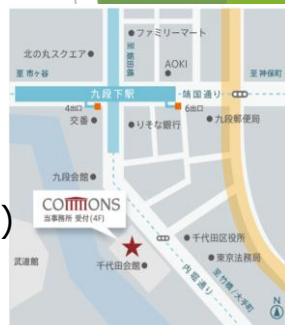 ファミリーマート
北の丸スクエア
至飯田橋
AOKI
至市ヶ谷
至神保町
九段下駅
靖国通り
4出口
6出口
交番
りそな銀行
九段郵便局
九段会館
COMMONS
当事務所 受付(4F)
)
千代田区役所
千代田会館
東京法務局
武道館
内堀通り
至竹橋/大手町
N